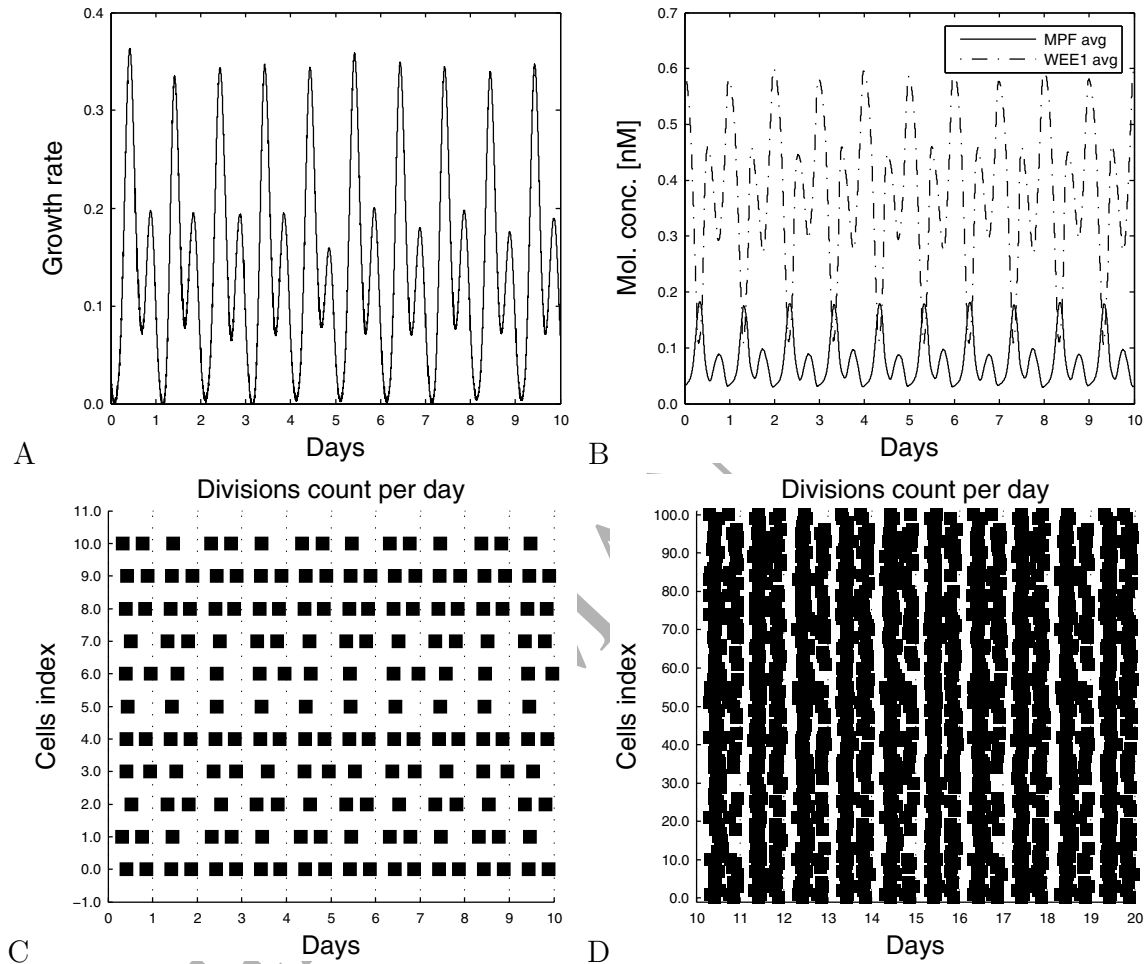 0.4
0.3
0.2
0.1
0.0
Growth rate
0 1 2 3 4 5 6 7 8 9 10
Days
A
0.7
0.6
0.5
0.4
0.3
0.2
0.1
0.0
Mol. conc. [nM]
MPF avg
WEE1 avg
0 1 2 3 4 5 6 7 8 9 10
Days
B
Divisions count per day
11.0
10.0
9.0
8.0
7.0
6.0
5.0
4.0
3.0
2.0
1.0
0.0
−1.0
Cells index
0 1 2 3 4 5 6 7 8 9 10
Days
C
Divisions count per day
100.0
90.0
80.0
70.0
60.0
50.0
40.0
30.0
20.0
10.0
0.0
Cells index
10 11 12 13 14 15 16 17 18 19 20
Days
D